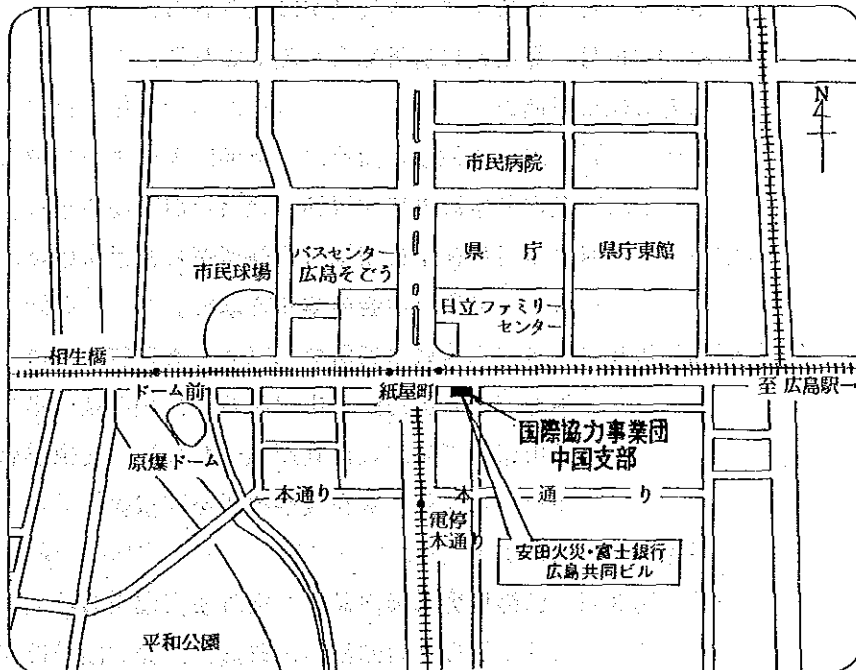 N
市民病院
バスセンター
広島そごう
県 庁
県庁東館
市民球場
日立ファミリー
センター
相生橋
ドーム前
紙屋町
至 広島駅
国際協力事業団
中国支部
原爆ドーム
本通り
本 通 り
電停
本通り
安田火災・富士銀行
広島共同ビル
平和公園